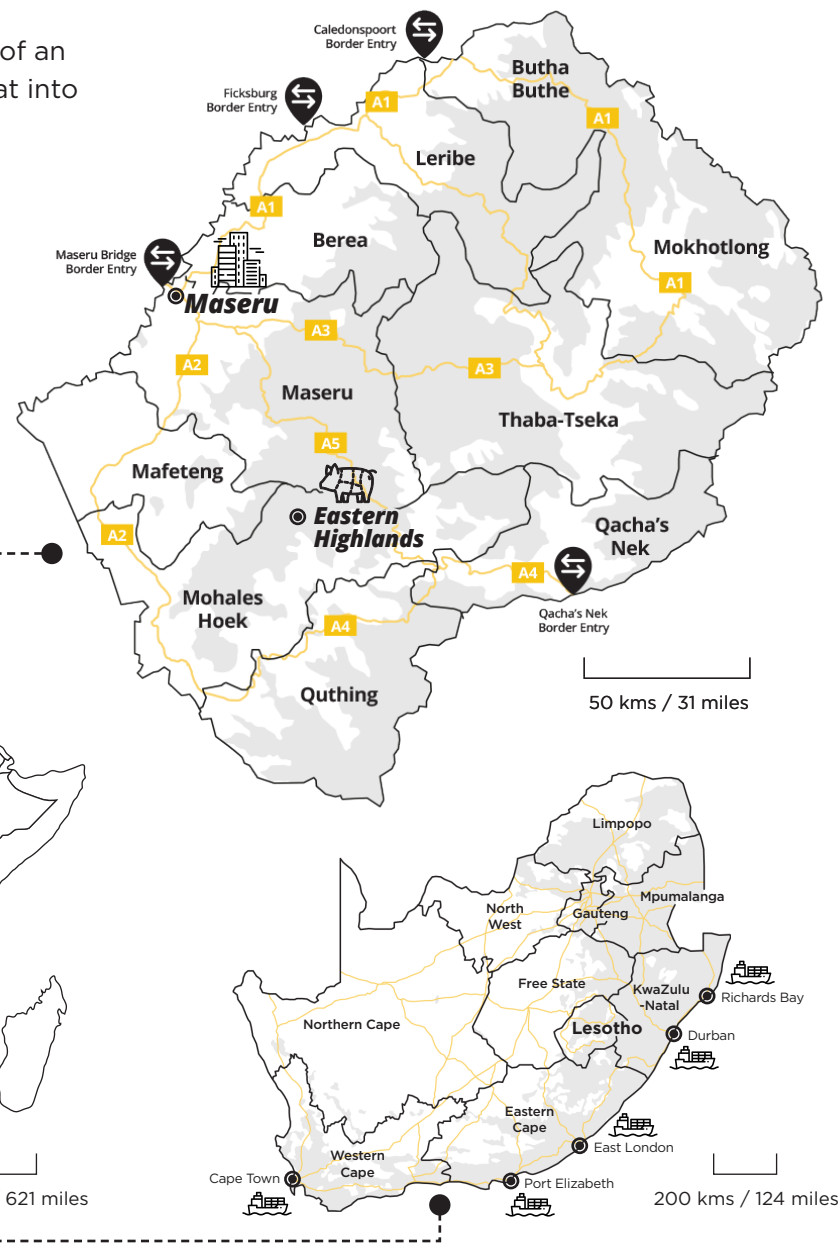 of an
at into
Caledonspoort
Border Entry
Butha
Buthe
Ficksburg
Border Entry
A1
A1
Leribe
A1
Berea
Mokhotlong
Maseru Bridge
Border Entry
A1
Maseru
A3
A2
A3
Maseru
Thaba-Tseka
A5
Mafeteng
Eastern
Highlands
Qacha’s
Nek
A2
A4
Mohales
Hoek
Qacha’s Nek
Border Entry
A4
Quthing
50 kms / 31 miles
Limpopo
Mpumalanga
North
West
Gauteng
Free State
KwaZulu
-Natal
Richards Bay
Northern Cape
Lesotho
Durban
Eastern
Cape
East London
Western
Cape
Cape Town
Port Elizabeth
621 miles
200 kms / 124 miles